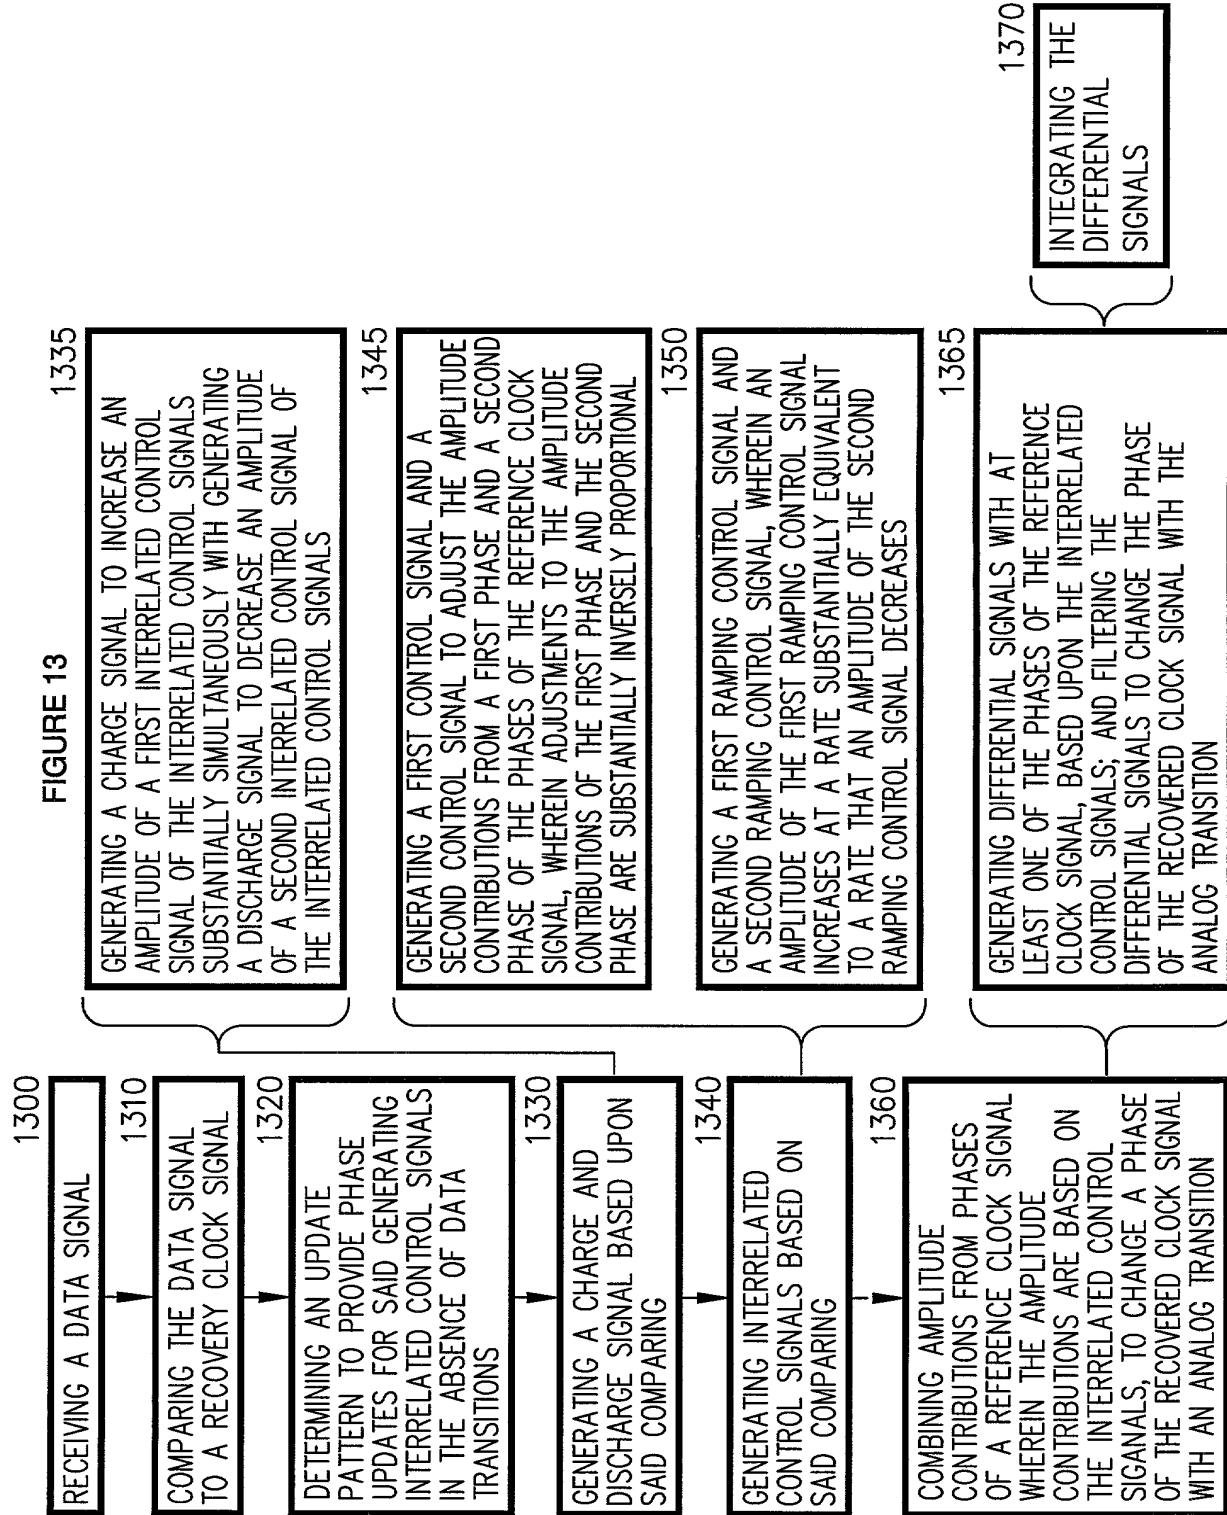 FIGURE 13
1300
RECEIVING A DATA SIGNAL
1310
COMPARING THE DATA SIGNAL
TO A RECOVERY CLOCK SIGNAL
1320
DETERMINING AN UPDATE
PATTERN TO PROVIDE PHASE
UPDATES FOR SAID GENERATING
INTERRELATED CONTROL SIGNALS
IN THE ABSENCE OF DATA
TRANSITIONS
1330
GENERATING A CHARGE AND
DISCHARGE SIGNAL BASED UPON
SAID COMPARING
1335
GENERATING A CHARGE SIGNAL TO INCREASE AN
AMPLITUDE OF A FIRST INTERRELATED CONTROL
SIGNAL OF THE INTERRELATED CONTROL SIGNALS
SUBSTANTIALLY SIMULTANEOUSLY WITH GENERATING
A DISCHARGE SIGNAL TO DECREASE AN AMPLITUDE
OF A SECOND INTERRELATED CONTROL SIGNAL OF
THE INTERRELATED CONTROL SIGNALS
1340
GENERATING INTERRELATED
CONTROL SIGNALS BASED ON
SAID COMPARING
1345
GENERATING A FIRST CONTROL SIGNAL AND A
SECOND CONTROL SIGNAL TO ADJUST THE AMPLITUDE
CONTRIBUTIONS FROM A FIRST PHASE AND A SECOND
PHASE OF THE PHASES OF THE REFERENCE CLOCK
SIGNAL, WHEREIN ADJUSTMENTS TO THE AMPLITUDE
CONTRIBUTIONS OF THE FIRST PHASE AND THE SECOND
PHASE ARE SUBSTANTIALLY INVERSELY PROPORTIONAL
1350
GENERATING A FIRST RAMPING CONTROL SIGNAL AND
A SECOND RAMPING CONTROL SIGNAL, WHEREIN AN
AMPLITUDE OF THE FIRST RAMPING CONTROL SIGNAL
INCREASES AT A RATE SUBSTANTIALLY EQUIVALENT
TO A RATE THAT AN AMPLITUDE OF THE SECOND
RAMPING CONTROL SIGNAL DECREASES
1360
COMBINING AMPLITUDE
CONTRIBUTIONS FROM PHASES
OF A REFERENCE CLOCK SIGNAL
WHEREIN THE AMPLITUDE
CONTRIBUTIONS ARE BASED ON
THE INTERRELATED CONTROL
SIGANALS, TO CHANGE A PHASE
OF THE RECOVERED CLOCK SIGNAL
WITH AN ANALOG TRANSITION
1365
GENERATING DIFFERENTIAL SIGNALS WITH AT
LEAST ONE OF THE PHASES OF THE REFERENCE
CLOCK SIGNAL, BASED UPON THE INTERRELATED
CONTROL SIGNALS; AND FILTERING THE
DIFFERENTIAL SIGNALS TO CHANGE THE PHASE
OF THE RECOVERED CLOCK SIGNAL WITH THE
ANALOG TRANSITION
1370
INTEGRATING THE
DIFFERENTIAL
SIGNALS